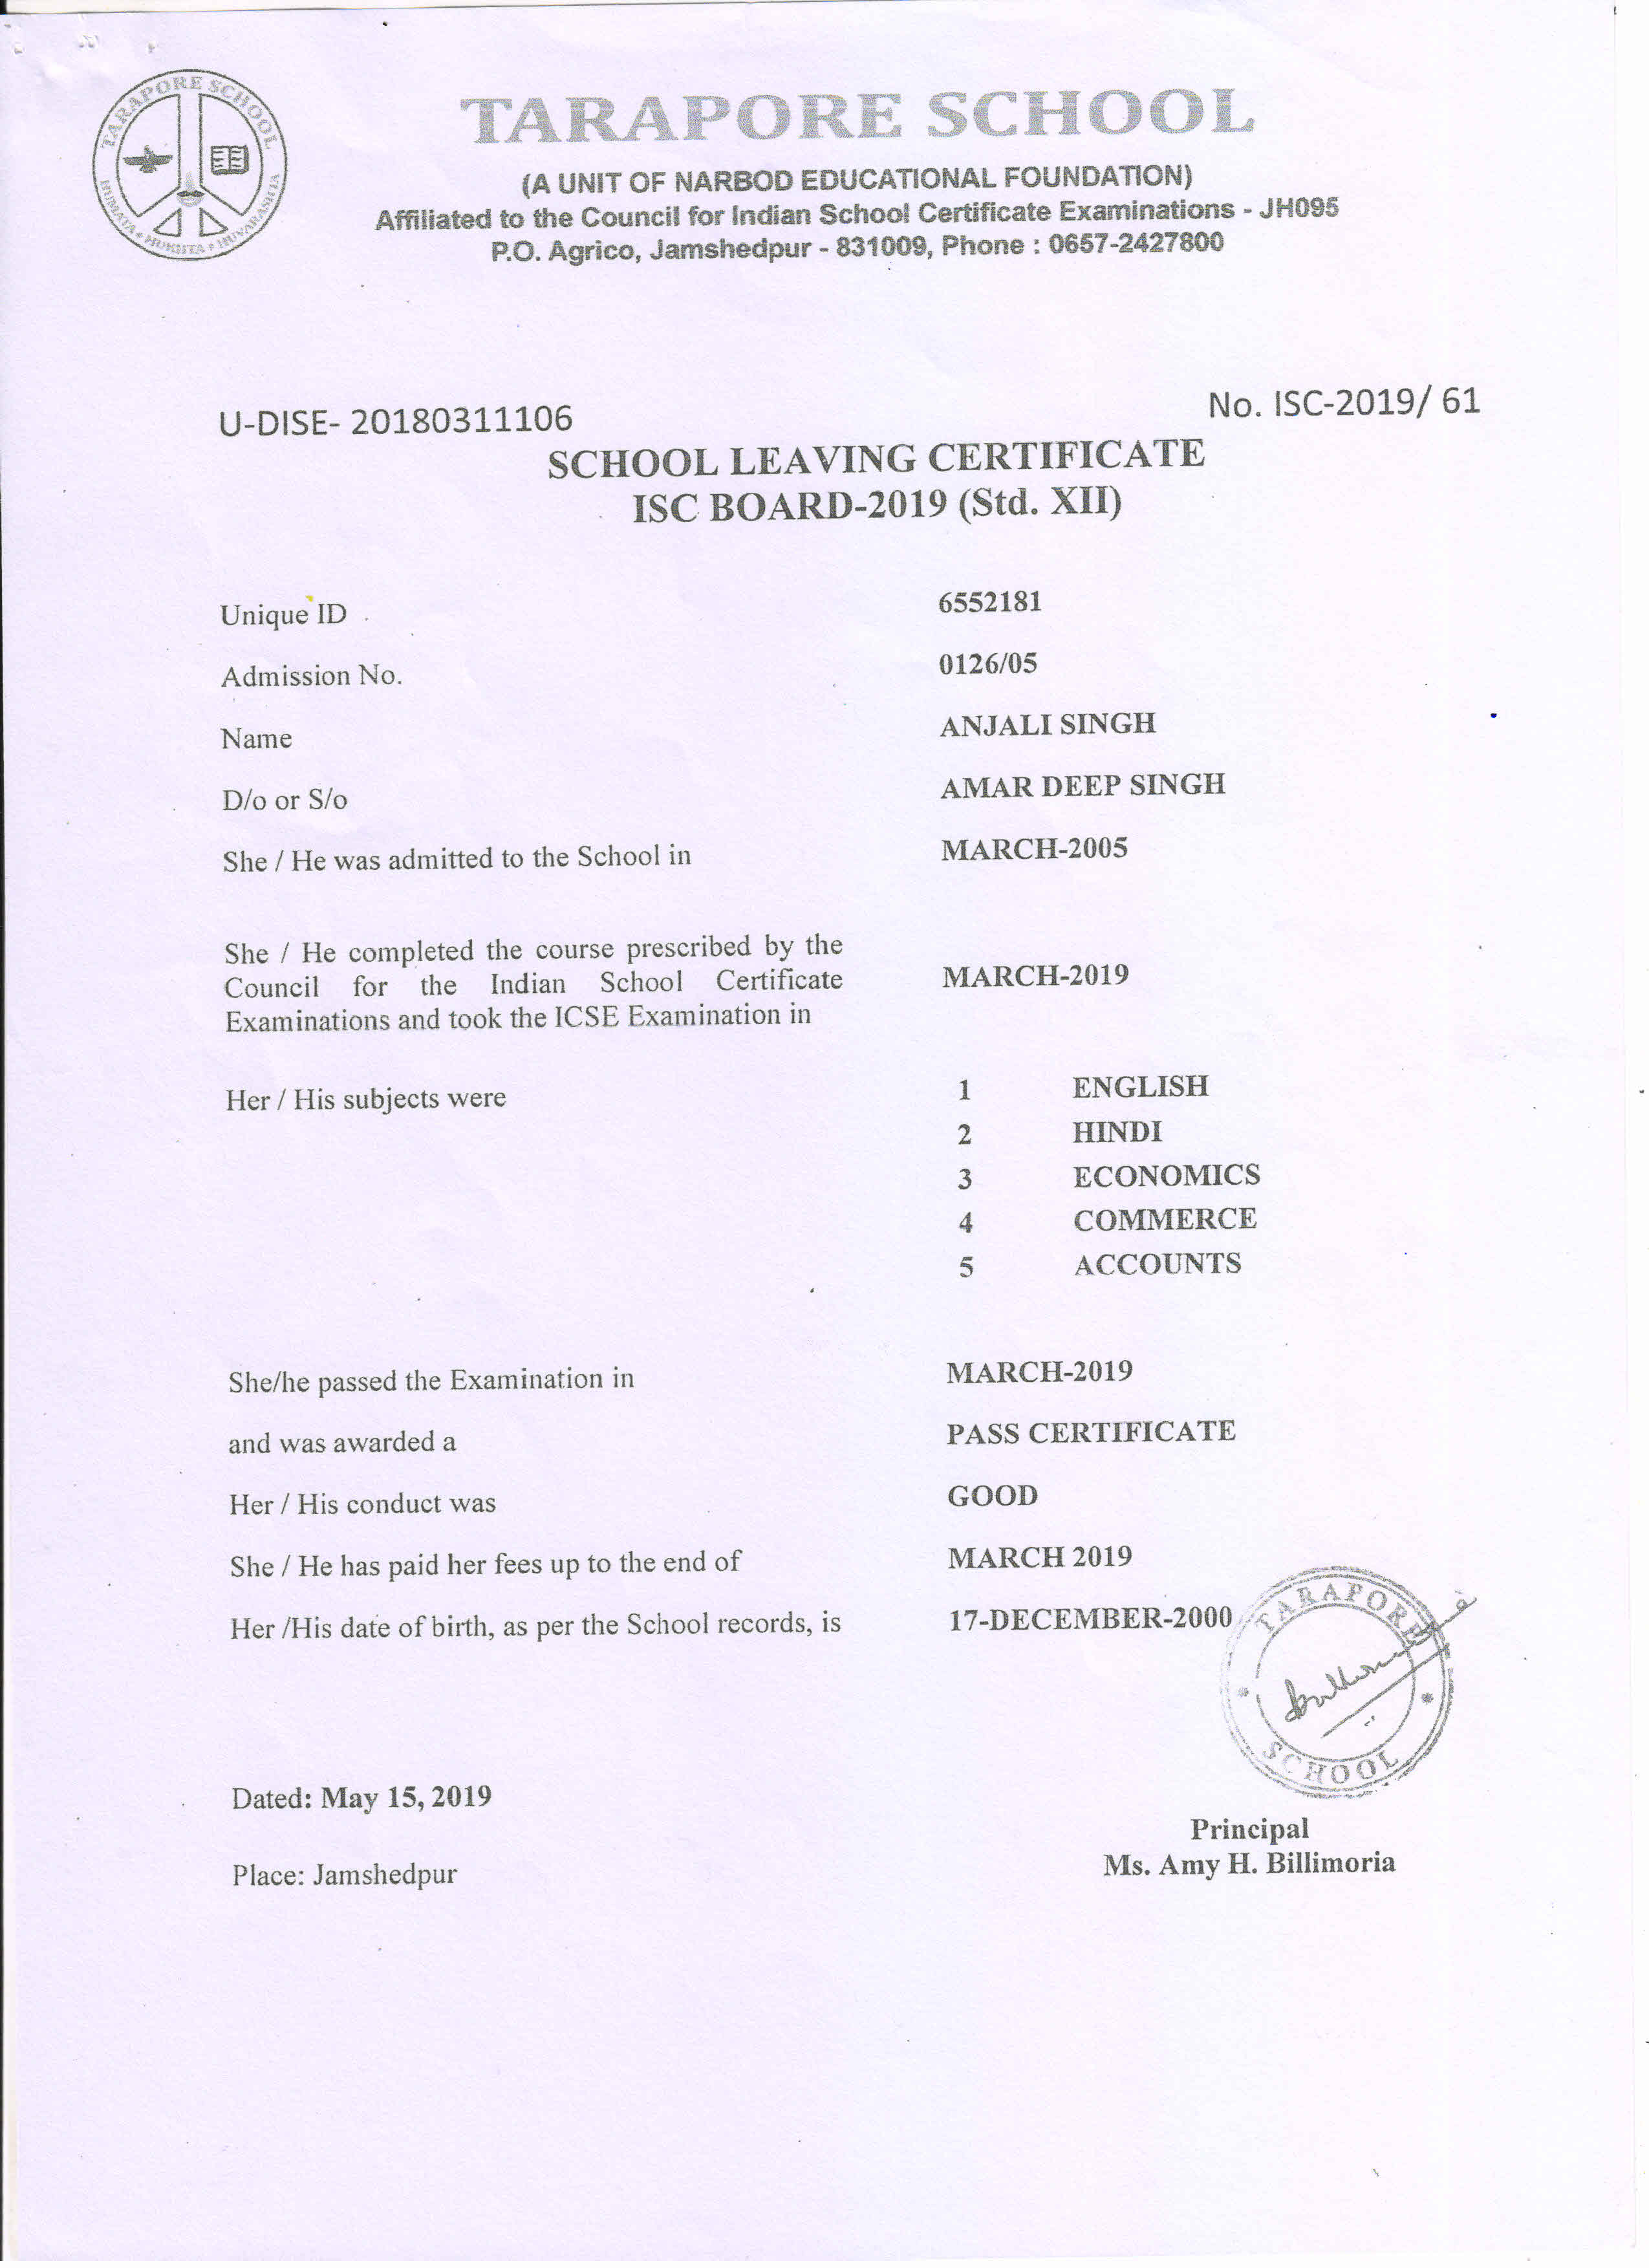 TARAPORE SCHOOL
HUMATA • HUKHTA • HUVARASHTA
TARAPORE SCHOOL
(A UNIT OF NARBOD EDUCATIONAL FOUNDATION)
Affiliated to the Council for Indian School Certificate Examinations - JH095
P.O. Agrico, Jamshedpur - 831009, Phone : 0657-2427800
U-DISE- 20180311106 No. ISC-2019/ 61
SCHOOL LEAVING CERTIFICATE
ISC BOARD-2019 (Std. XII)
Unique ID 6552181
Admission No. 0126/05
Name ANJALI SINGH
D/o or S/o AMAR DEEP SINGH
She / He was admitted to the School in MARCH-2005
She / He completed the course prescribed by the
Council for the Indian School Certificate MARCH-2019
Examinations and took the ICSE Examination in
Her / His subjects were 1 ENGLISH
2 HINDI
3 ECONOMICS
4 COMMERCE
5 ACCOUNTS
She/he passed the Examination in MARCH-2019
and was awarded a PASS CERTIFICATE
Her / His conduct was GOOD
She / He has paid her fees up to the end of MARCH 2019
Her /His date of birth, as per the School records, is 17-DECEMBER-2000
TARAPORE
SCHOOL
Dated: May 15, 2019
Principal
Ms. Amy H. Billimoria
Place: Jamshedpur